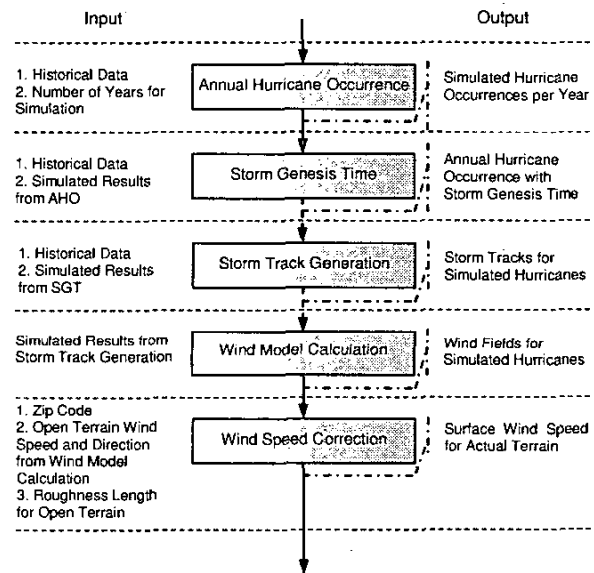 Input
Output
1. Historical Data
2. Number of Years for
Simulation
Annual Hurricane Occurrence
Simulated Hurricane
Occurrences per Year
1. Historical Data
2. Simulated Results
from AHO
Storm Genesis Time
Annual Hurricane
Occurrence with
Storm Genesis Time
1. Historical Data
2. Simulated Results
from SGT
Storm Track Generation
Storm Tracks for
Simulated Hurricanes
Simulated Results from
Storm Track Generation
Wind Model Calculation
Wind Fields for
Simulated Hurricanes
1. Zip Code
2. Open Terrain Wind
Speed and Direction
from Wind Model
Calculation
3. Roughness Length
for Open Terrain
Wind Speed Correction
Surface Wind Speed
for Actual Terrain